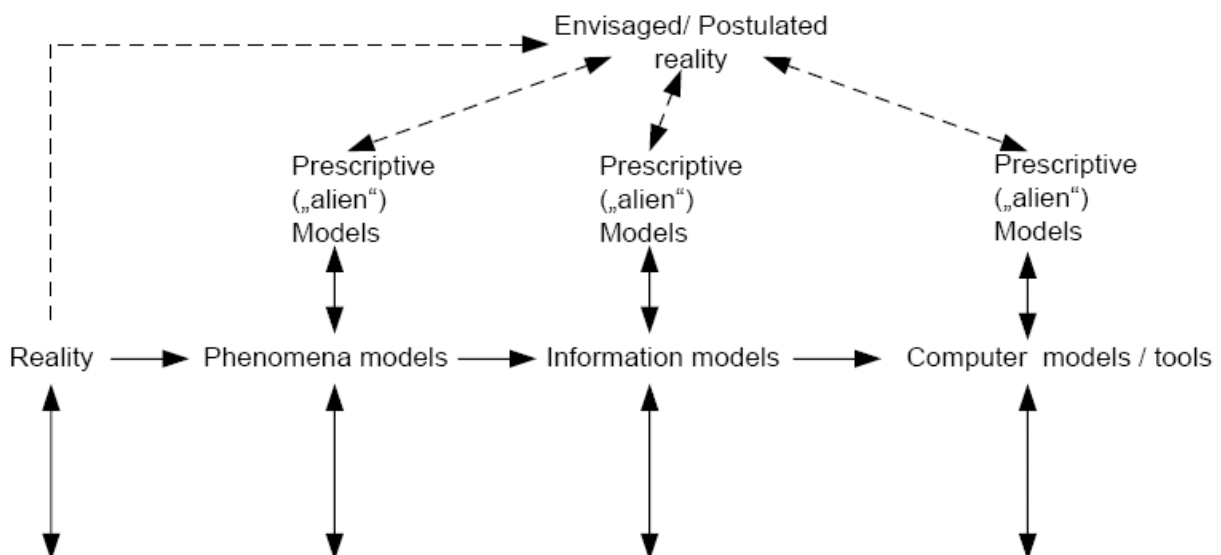 Envisaged/ Postulated
reality
Prescriptive
(„alien“)
Models
Prescriptive
(„alien“)
Models
Prescriptive
(„alien“)
Models
Reality
Phenomena models
Information models
Computer models / tools